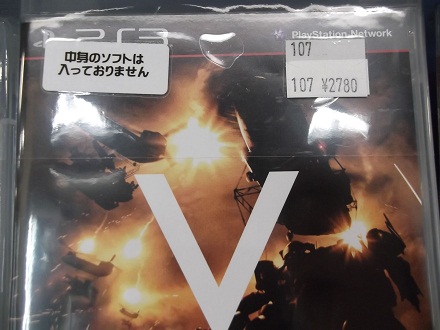 PS3
PlayStation Network
中身のソフトは
入っておりません
107
107 ¥2780
V